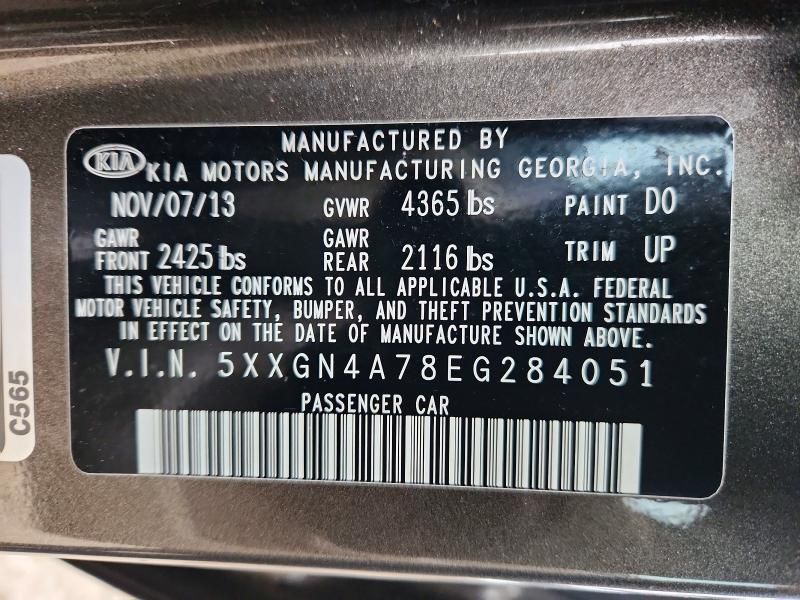 MANUFACTURED BY
KIA KIA MOTORS MANUFACTURING GEORGIA, INC.
NOV/07/13 GVWR 4365 lbs PAINT DO
GAWR FRONT 2425 lbs GAWR REAR 2116 lbs TRIM UP
THIS VEHICLE CONFORMS TO ALL APPLICABLE U.S.A. FEDERAL
MOTOR VEHICLE SAFETY, BUMPER, AND THEFT PREVENTION STANDARDS
IN EFFECT ON THE DATE OF MANUFACTURE SHOWN ABOVE.
V.I.N. 5XXGN4A78EG284051
PASSENGER CAR
C565